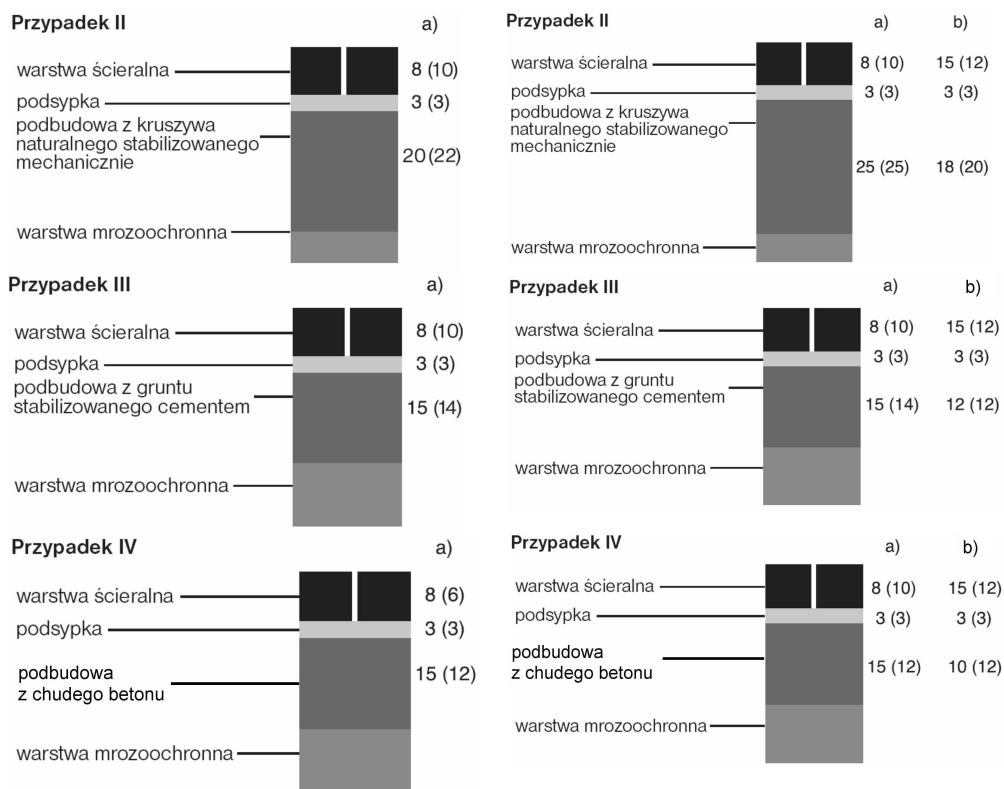 Przypadek II
a)
warstwa ścieralna
8 (10)
podsypka
3 (3)
podbudowa z kruszywa
naturalnego stabilizowanego
mechanicznie
20 (22)
warstwa mrozoochronna
Przypadek II
a) b)
warstwa ścieralna
8 (10) 15 (12)
podsypka
3 (3) 3 (3)
podbudowa z kruszywa
naturalnego stabilizowanego
mechanicznie
25 (25) 18 (20)
warstwa mrozoochronna
Przypadek III
a)
warstwa ścieralna
8 (10)
podsypka
3 (3)
podbudowa z gruntu
stabilizowanego cementem
15 (14)
warstwa mrozoochronna
Przypadek III
a) b)
warstwa ścieralna
8 (10) 15 (12)
podsypka
3 (3) 3 (3)
podbudowa z gruntu
stabilizowanego cementem
15 (14) 12 (12)
warstwa mrozoochronna
Przypadek IV
a)
warstwa ścieralna
8 (6)
podsypka
3 (3)
podbudowa
z chudego betonu
15 (12)
warstwa mrozoochronna
Przypadek IV
a) b)
warstwa ścieralna
8 (10) 15 (12)
podsypka
3 (3) 3 (3)
podbudowa
z chudego betonu
15 (12) 10 (12)
warstwa mrozoochronna